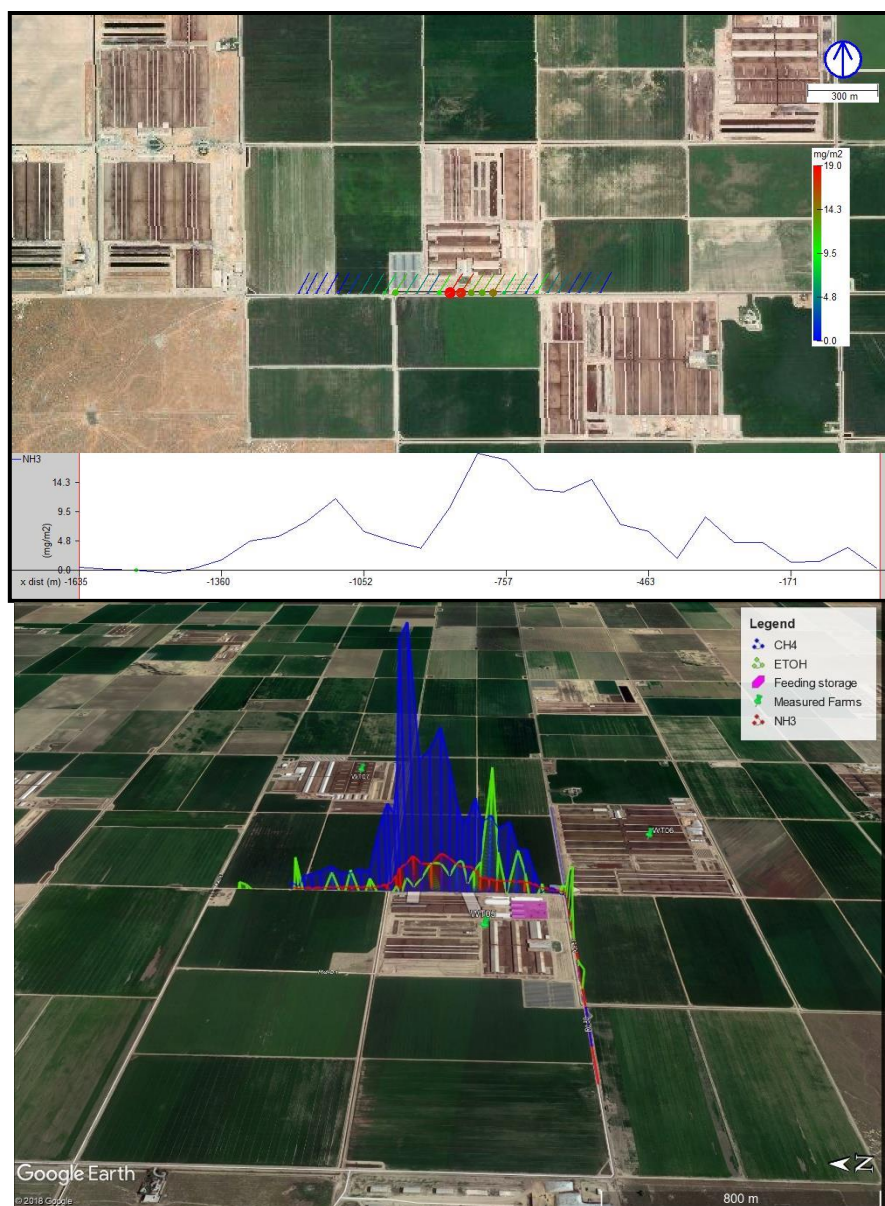 300 m
mg/m2
19.0
14.3
9.5
4.8
0.0
NH3
14.3
9.5
4.8
0.0
(mg/m2)
x dist (m) -1635 -1360 -1052 -757 -463 -171
Legend
CH4
ETOH
Feeding storage
Measured Farms
NH3
WT07
WT06
N
Google Earth
© 2018 Google
800 m